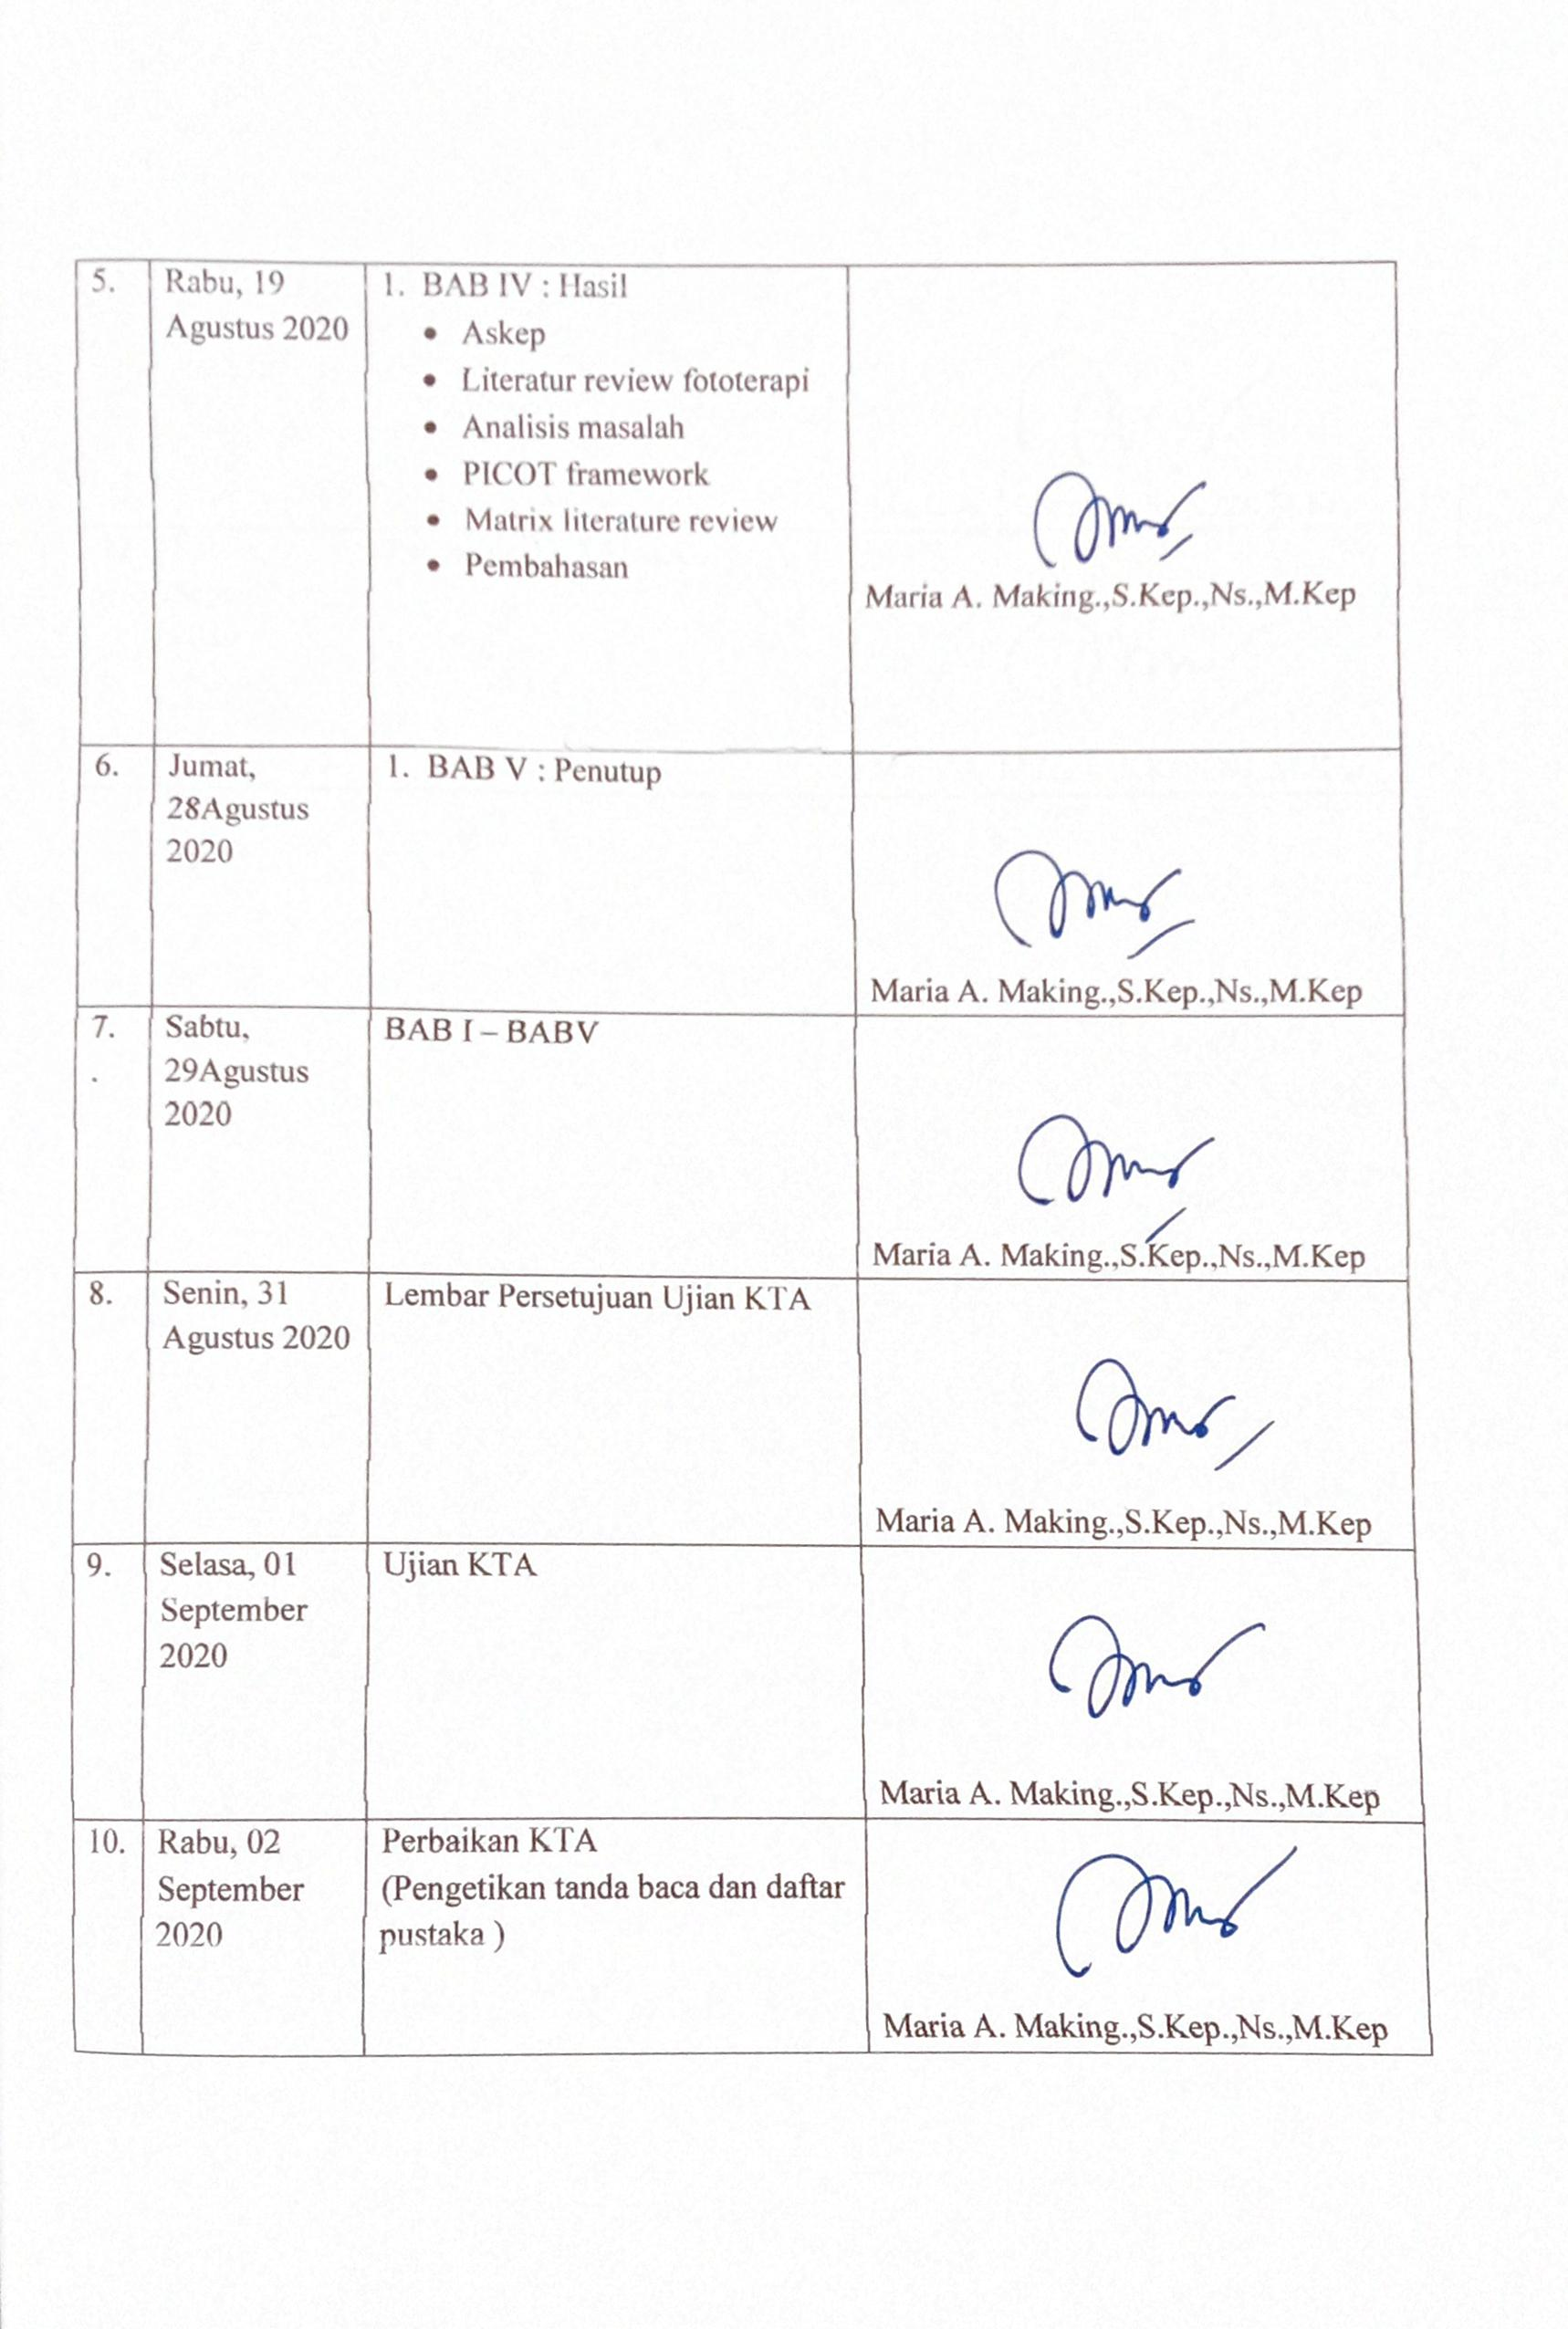 5.
Rabu, 19
Agustus 2020
1. BAB IV : Hasil
• Askep
• Literatur review fototerapi
• Analisis masalah
• PICOT framework
• Matrix literature review
• Pembahasan
Maria A. Making.,S.Kep.,Ns.,M.Kep
6.
Jumat,
28Agustus
2020
1. BAB V : Penutup
Maria A. Making.,S.Kep.,Ns.,M.Kep
7.
.
Sabtu,
29Agustus
2020
BAB I – BABV
Maria A. Making.,S.Kep.,Ns.,M.Kep
8.
Senin, 31
Agustus 2020
Lembar Persetujuan Ujian KTA
Maria A. Making.,S.Kep.,Ns.,M.Kep
9.
Selasa, 01
September
2020
Ujian KTA
Maria A. Making.,S.Kep.,Ns.,M.Kep
10.
Rabu, 02
September
2020
Perbaikan KTA
(Pengetikan tanda baca dan daftar
pustaka )
Maria A. Making.,S.Kep.,Ns.,M.Kep